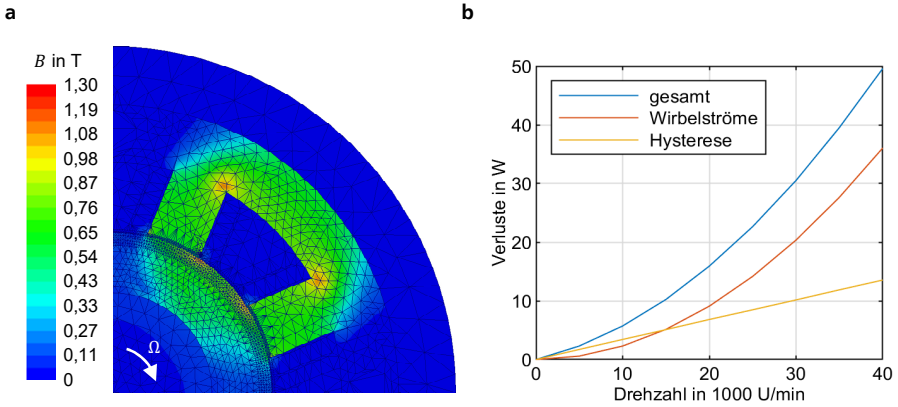 a
B in T
1,30
1,19
1,08
0,98
0,87
0,76
0,65
0,54
0,43
0,33
0,27
0,11
0
Ω
b
50
40
30
20
10
0
Verluste in W
gesamt
Wirbelströme
Hysterese
0 10 20 30 40
Drehzahl in 1000 U/min